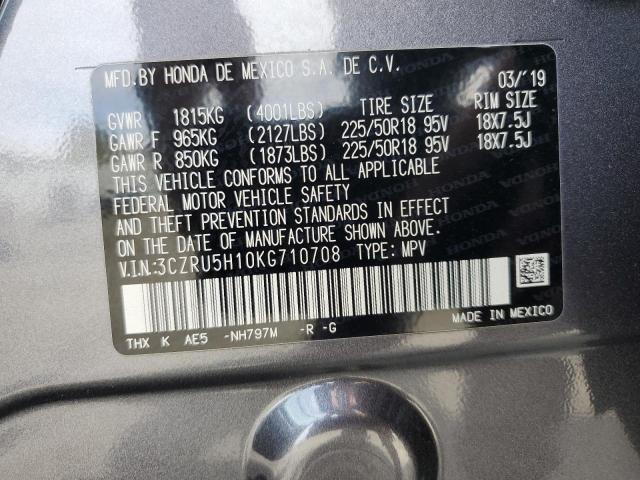 MFD.BY HONDA DE MEXICO S.A. DE C.V. 03/'19
GVWR 1815KG (4001LBS) TIRE SIZE RIM SIZE
GAWR F 965KG (2127LBS) 225/50R18 95V 18X7.5J
GAWR R 850KG (1873LBS) 225/50R18 95V 18X7.5J
THIS VEHICLE CONFORMS TO ALL APPLICABLE
FEDERAL MOTOR VEHICLE SAFETY
AND THEFT PREVENTION STANDARDS IN EFFECT
ON THE DATE OF MANUFACTURE SHOWN ABOVE.
V.I.N.:3CZRU5H10KG710708 TYPE: MPV
THX K AE5 -NH797M -R -G MADE IN MEXICO